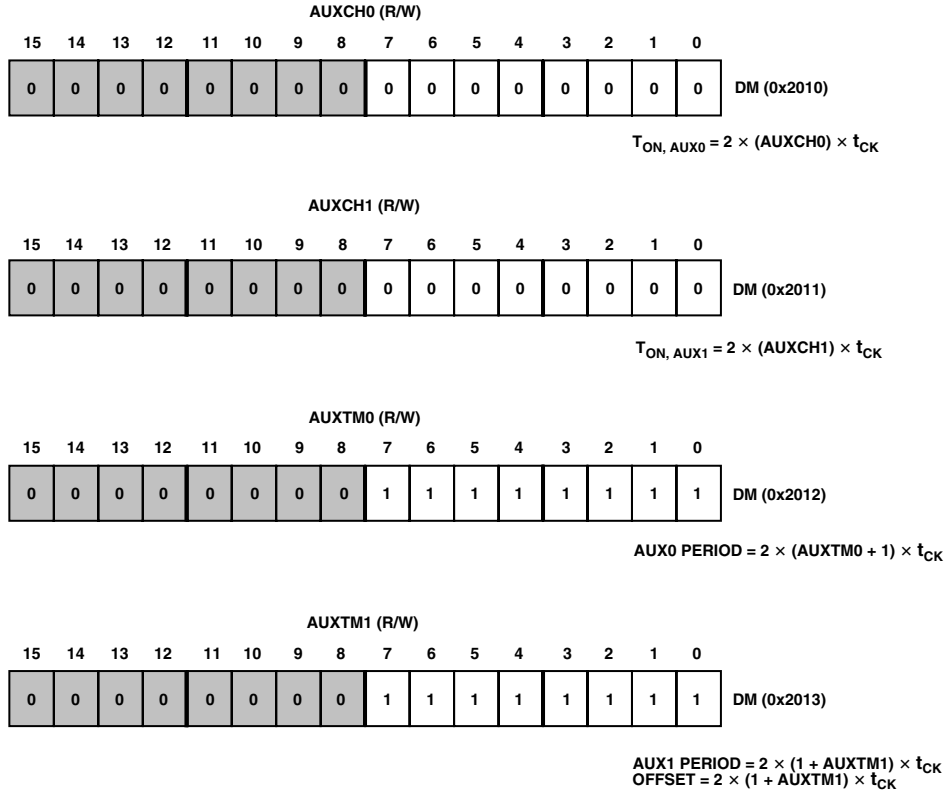 AUXCH0 (R/W)
15 14 13 12 11 10 9 8 7 6 5 4 3 2 1 0
0 0 0 0 0 0 0 0 0 0 0 0 0 0 0 0 DM (0x2010)
TON, AUX0 = 2 × (AUXCH0) × tCK
AUXCH1 (R/W)
15 14 13 12 11 10 9 8 7 6 5 4 3 2 1 0
0 0 0 0 0 0 0 0 0 0 0 0 0 0 0 0 DM (0x2011)
TON, AUX1 = 2 × (AUXCH1) × tCK
AUXTM0 (R/W)
15 14 13 12 11 10 9 8 7 6 5 4 3 2 1 0
0 0 0 0 0 0 0 0 1 1 1 1 1 1 1 1 DM (0x2012)
AUX0 PERIOD = 2 × (AUXTM0 + 1) × tCK
AUXTM1 (R/W)
15 14 13 12 11 10 9 8 7 6 5 4 3 2 1 0
0 0 0 0 0 0 0 0 1 1 1 1 1 1 1 1 DM (0x2013)
AUX1 PERIOD = 2 × (1 + AUXTM1) × tCK
OFFSET = 2 × (1 + AUXTM1) × tCK